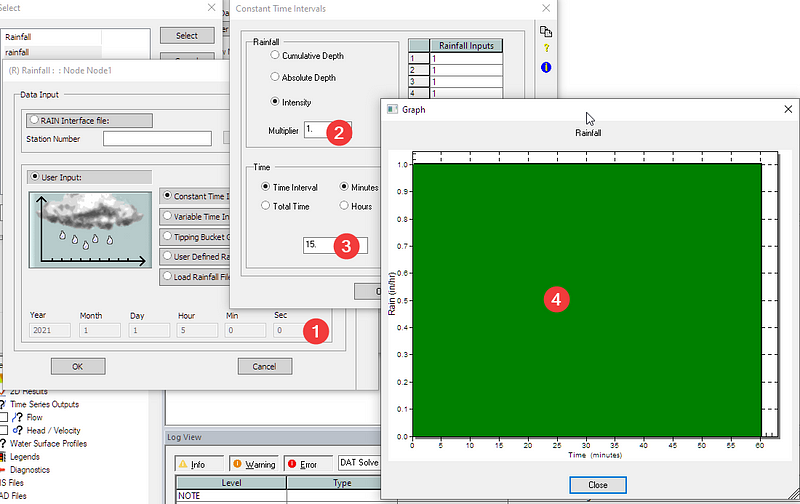 Select
Rainfall
rainfall
Select
Constant Time Intervals
Rainfall
Cumulative Depth
Absolute Depth
Intensity
Multiplier
1.
2
Rainfall Inputs
1 1
2 1
3 1
4 1
Time
Time Interval
Minutes
Total Time
Hours
15.
3
(R) Rainfall : : Node Node1
Data Input
RAIN Interface file:
Station Number
User Input:
Constant Time I
Variable Time In
Tipping Bucket G
User Defined Ra
Load Rainfall File
Year Month Day Hour Min Sec
2021 1 1 5 0 0
1
OK
Cancel
Graph
Rainfall
1.0
0.9
0.8
0.7
0.6
0.5
0.4
0.3
0.2
0.1
0.0
Rain (in/hr)
4
0 5 10 15 20 25 30 35 40 45 50 55 60
Time (minutes)
Close
2D Results
Time Series Outputs
Flow
Head / Velocity
Water Surface Profiles
Legends
Diagnostics
IS Files
AD Files
Log View
Info
Warning
Error
DAT Solve
Level Type
NOTE